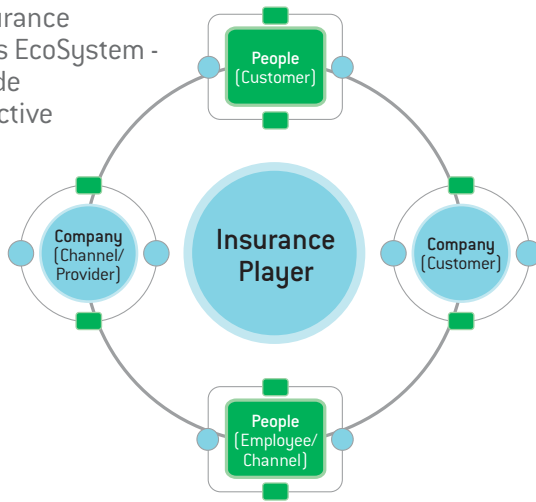 urance
s EcoSystem -
de
ctive
People
(Customer)
Company
(Channel/
Provider)
Insurance
Player
Company
(Customer)
People
(Employee/
Channel)